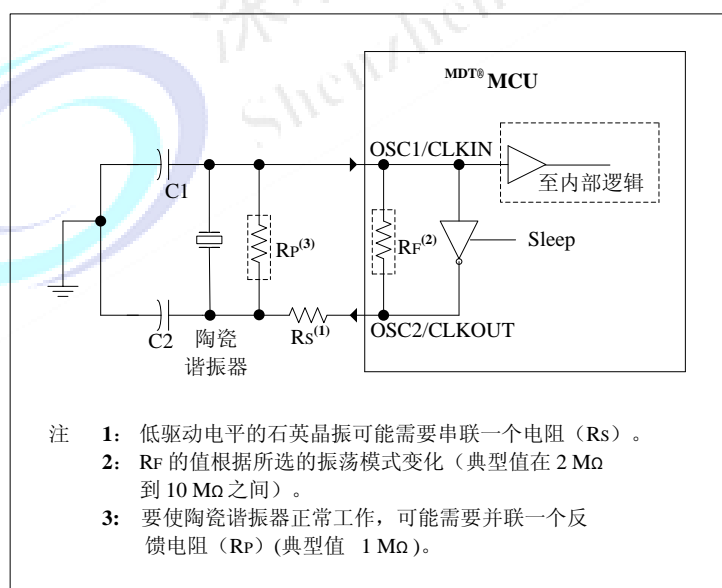 深
Shenzhen
MDT® MCU
OSC1/CLKIN
C1
至内部逻辑
RP(3)
RF(2)
Sleep
C2
陶瓷
谐振器
RS(1)
OSC2/CLKOUT
注 1: 低驱动电平的石英晶振可能需要串联一个电阻(RS)。
2: RF 的值根据所选的振荡模式变化(典型值在 2 MΩ
到 10 MΩ 之间)。
3: 要使陶瓷谐振器正常工作,可能需要并联一个反
馈电阻(RP)(典型值 1 MΩ )。